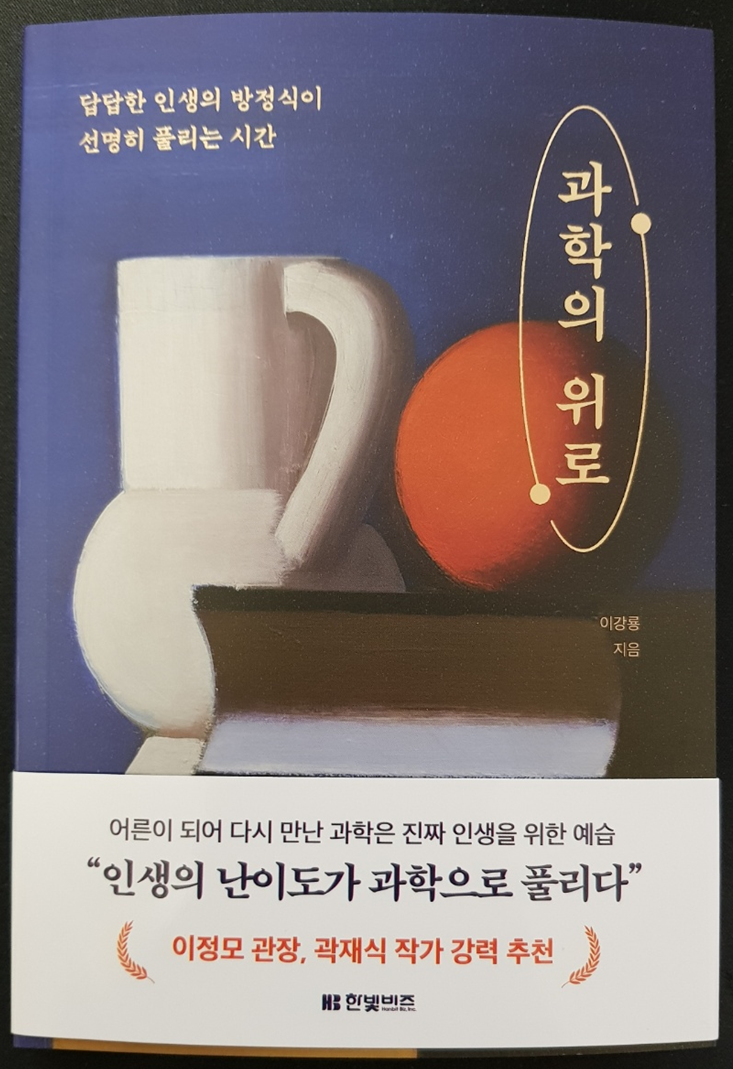 답답한 인생의 방정식이
선명히 풀리는 시간
과학의 위로
이강룡
지음
어른이 되어 다시 만난 과학은 진짜 인생을 위한 예습
“인생의 난이도가 과학으로 풀리다”
이정모 관장, 곽재식 작가 강력 추천
HB 한빛비즈
Hanbit Biz, Inc.